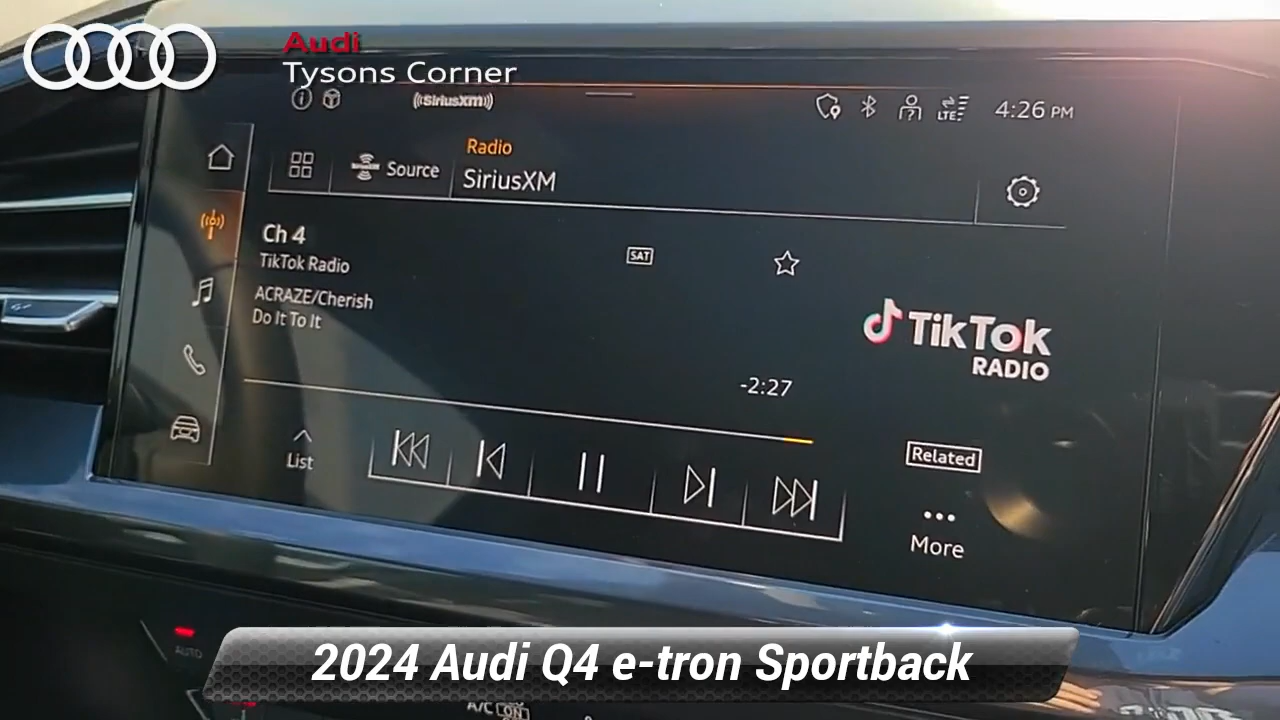 Audi
Tysons Corner
((SiriusXM))
LTE
4:26 PM
Source
Radio
SiriusXM
Ch 4
TikTok Radio
SAT
ACRAZE/Cherish
Do It To It
TikTok
RADIO
-2:27
List
Related
More
AUTO
2024 Audi Q4 e-tron Sportback
A/C ON